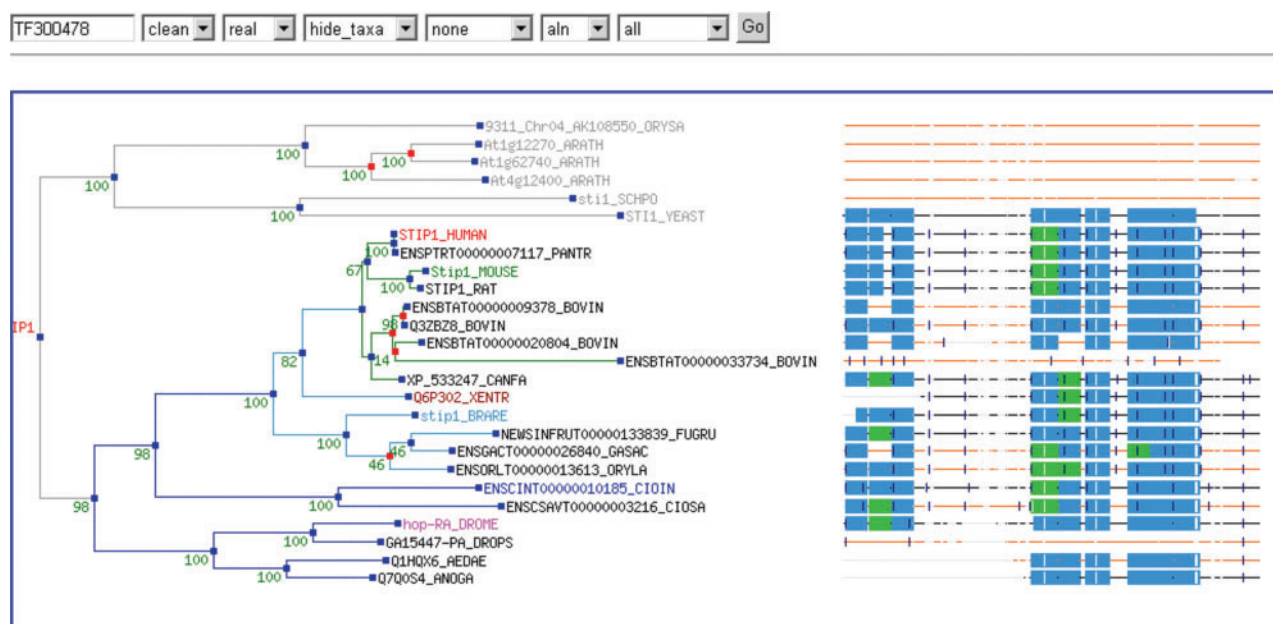 TF300478 clean real hide_taxa none aln all Go
9311_Chr04_AK108550_ORYSA
100
At1g12270_ARATH
100
At1g62740_ARATH
100
At4g12400_ARATH
100
sti1_SCHPO
100
STI1_YEAST
STIP1_HUMAN
100
ENSPTRT00000007117_PANTR
67
Stip1_MOUSE
100
STIP1_RAT
ENSBTAT00000009378_BOVIN
98
Q3ZBZ8_BOVIN
IP1
ENSBTAT00000020804_BOVIN
82
14
ENSBTAT00000033734_BOVIN
XP_533247_CANFA
100
Q6P302_XENTR
stip1_BRARE
100
NEWSINFRUT00000133839_FUGRU
46
ENSGACT00000026840_GASAC
98
46
ENSORLT00000013613_ORYLA
ENSCINT00000010185_CIOIN
100
98
ENSCSAVT00000003216_CIOSA
hop-RA_DROME
100
GA15447-PA_DROPS
100
Q1HQX6_AEDAE
100
Q7Q0S4_ANOGA